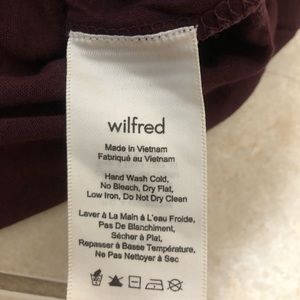 wilfred
Made in Vietnam
Fabriqué au Vietnam
Hand Wash Cold,
No Bleach, Dry Flat,
Low Iron, Do Not Dry Clean
Laver à La Main à L'eau Froide,
Pas De Blanchiment,
Sécher à Plat,
Repasser à Basse Température,
Ne Pas Nettoyer à Sec